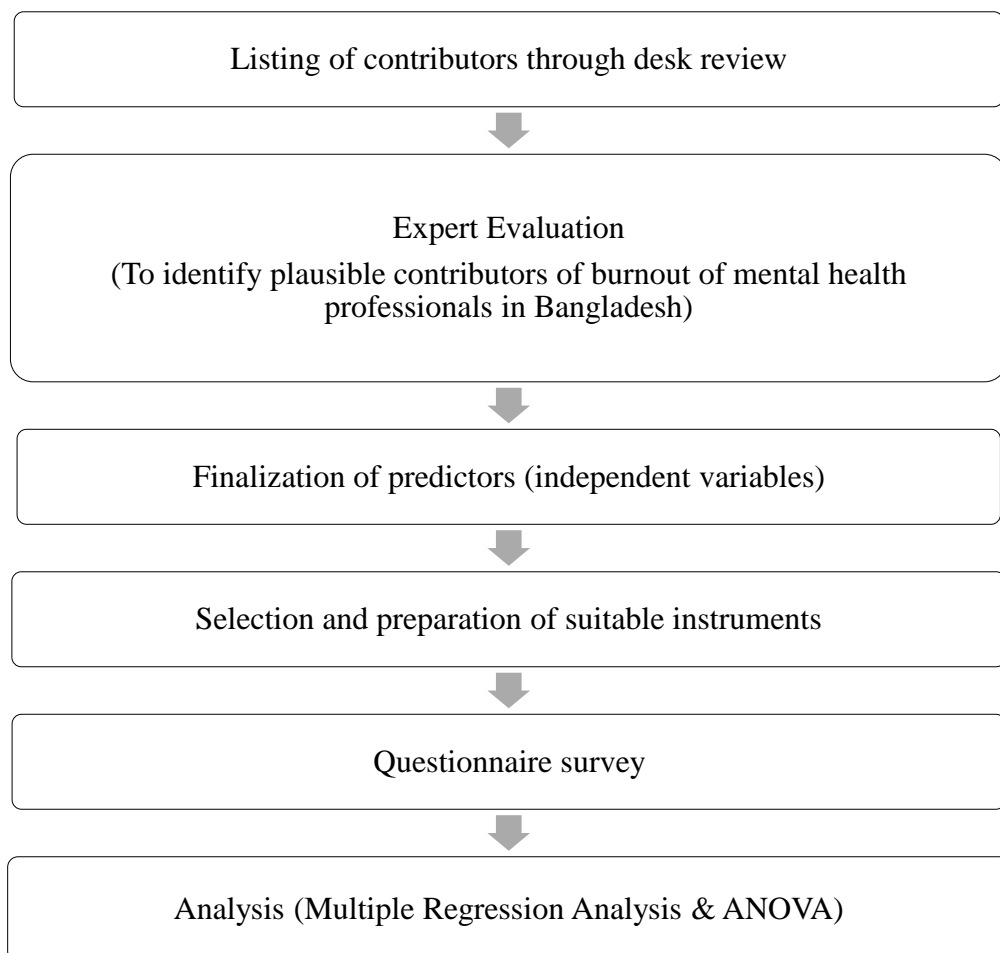 Listing of contributors through desk review
Expert Evaluation
(To identify plausible contributors of burnout of mental health
professionals in Bangladesh)
Finalization of predictors (independent variables)
Selection and preparation of suitable instruments
Questionnaire survey
Analysis (Multiple Regression Analysis & ANOVA)